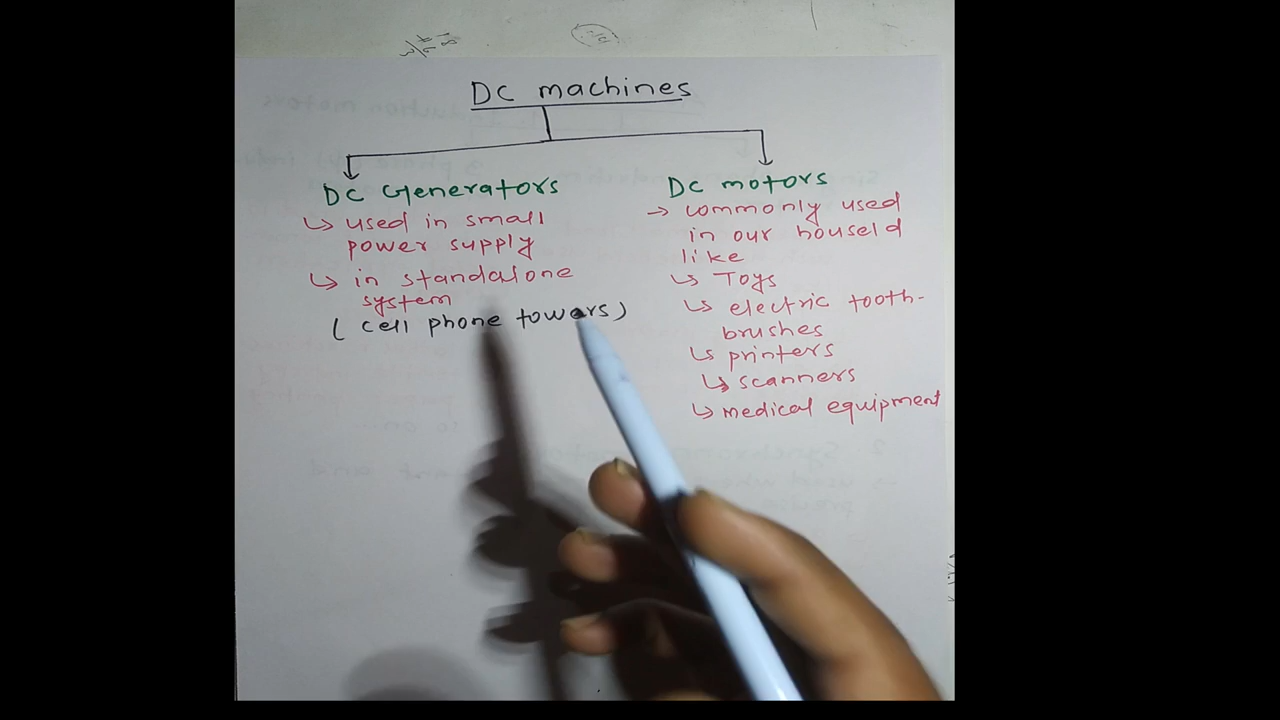 DC machines
DC Generators
↳ used in small
power supply
↳ in standalone
system
( cell phone towers)
DC motors
→ commonly used
in our houseld
like
↳ Toys
↳ electric tooth-
brushes
↳ printers
↳ scanners
↳ medical equipment